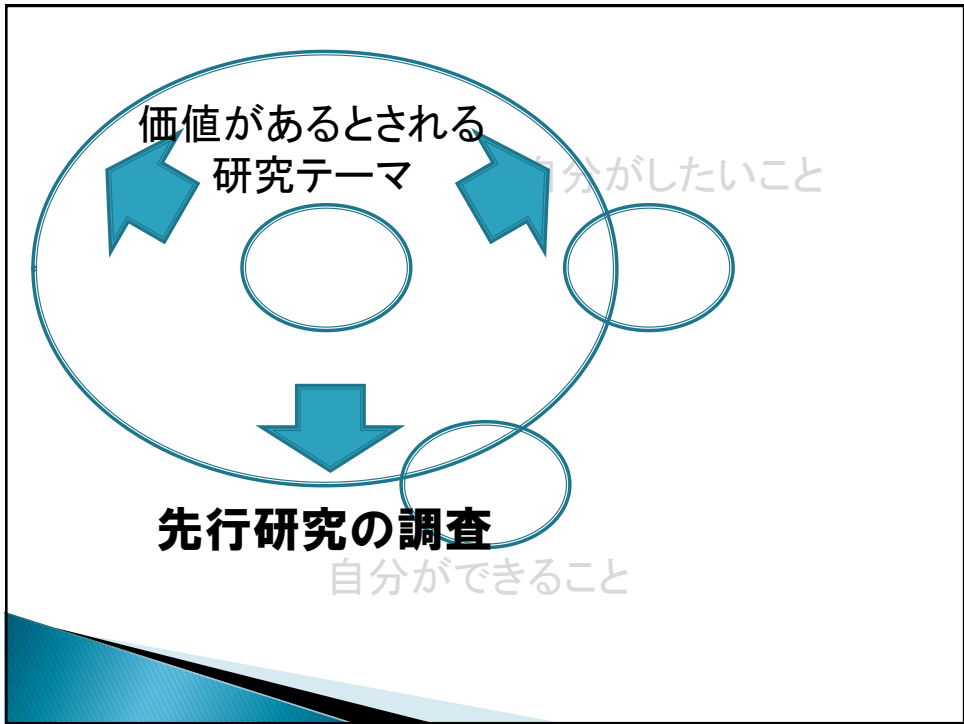 価値があるとされる
研究テーマ
自分がしたいこと
先行研究の調査
自分ができること